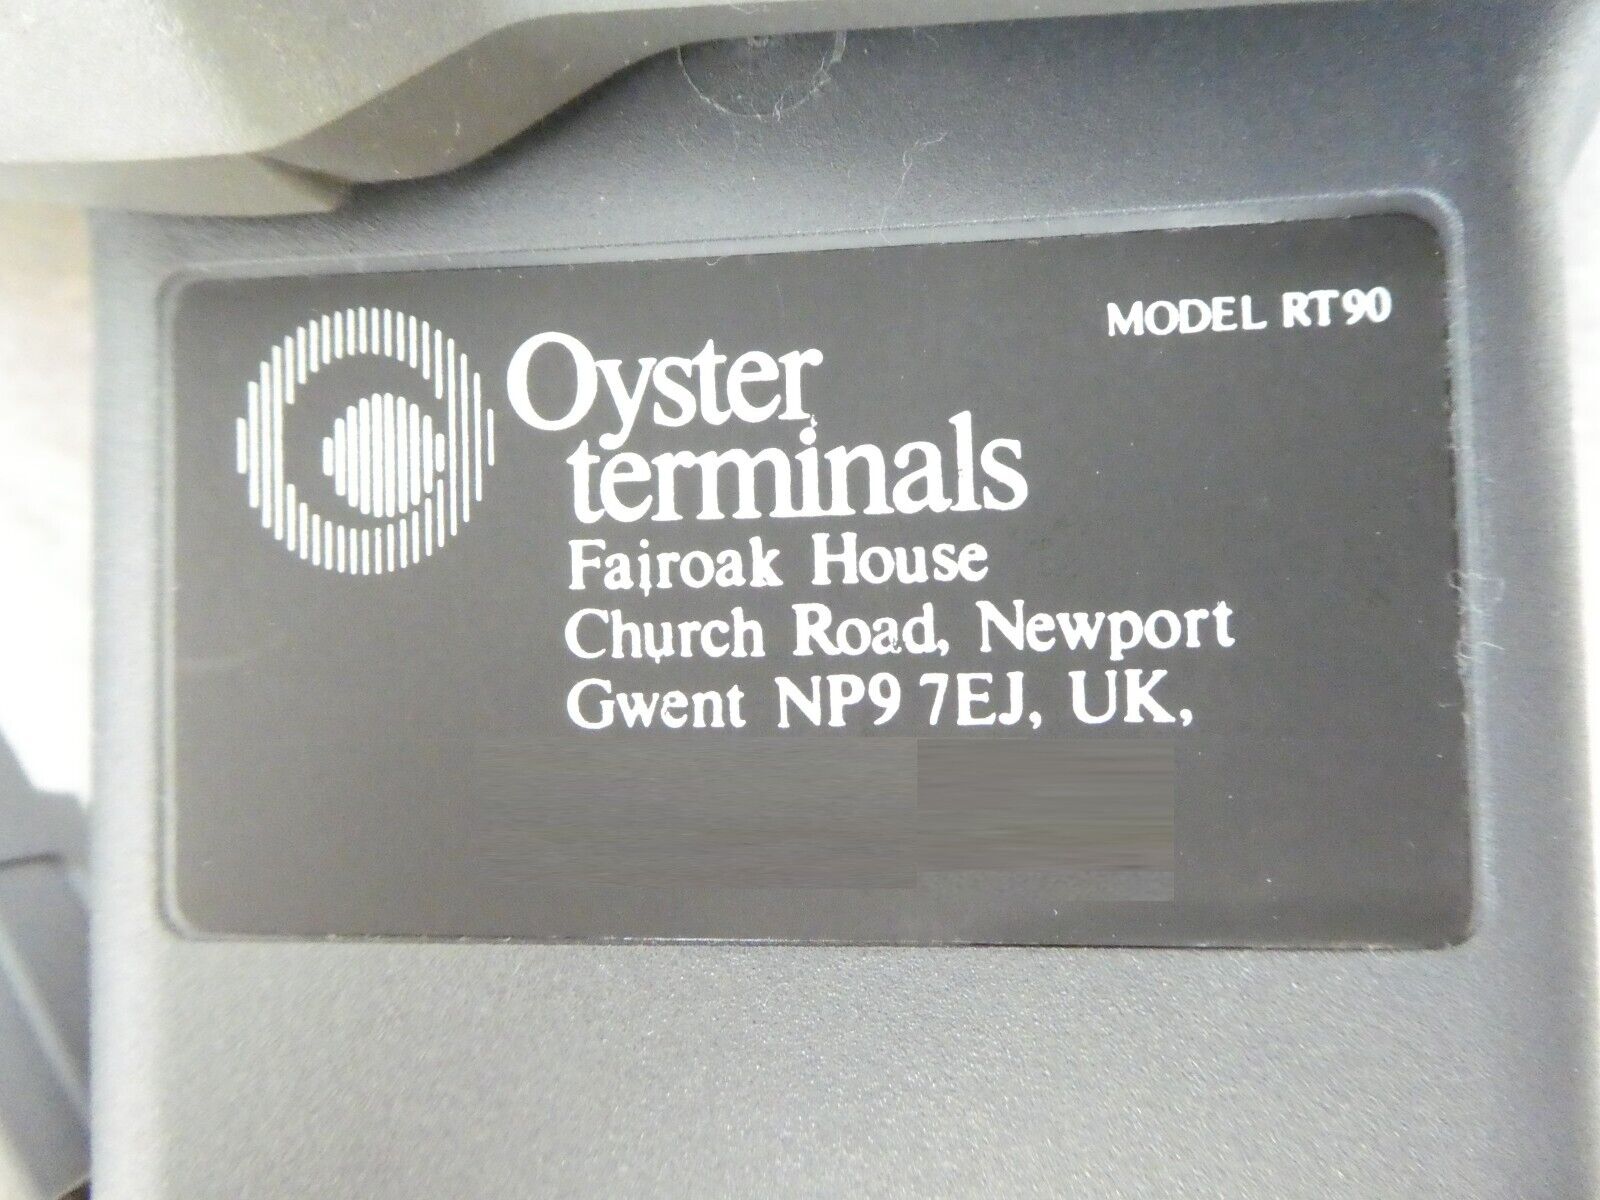 MODEL RT90
Oyster
terminals
Fairoak House
Church Road, Newport
Gwent NP9 7EJ, UK,